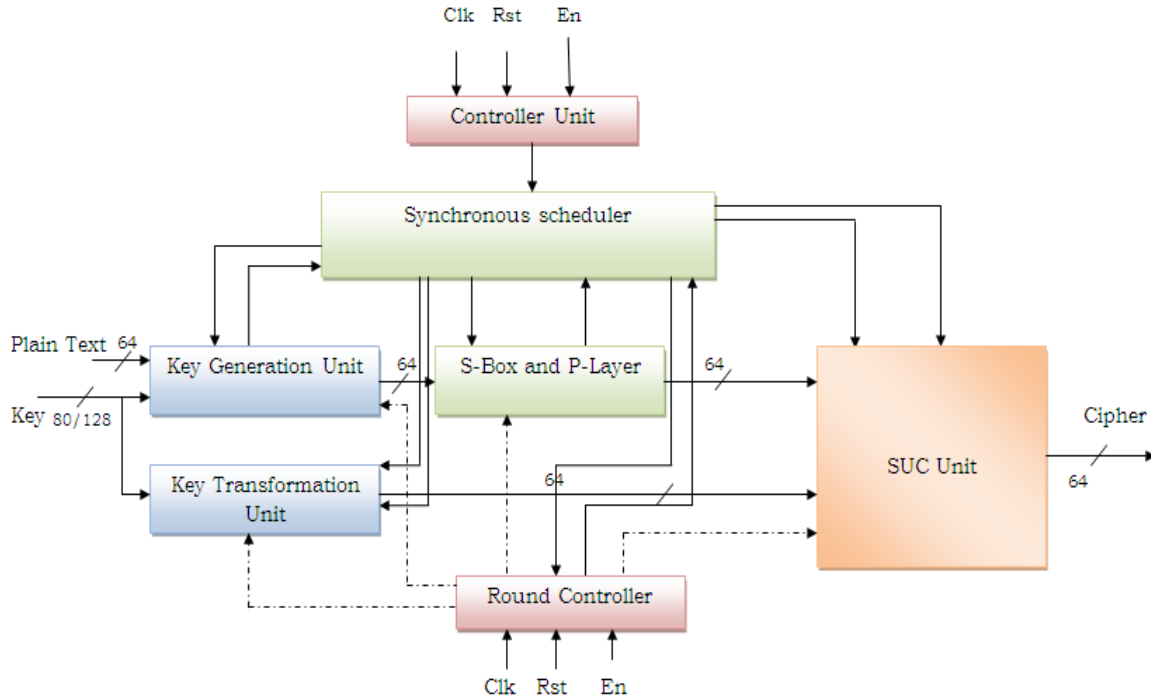 Clk Rst En
Controller Unit
Synchronous scheduler
Plain Text 64
Key Generation Unit
64
S-Box and P-Layer
64
Key 80/128
Cipher
SUC Unit
64
Key Transformation
Unit
64
Round Controller
Clk Rst En